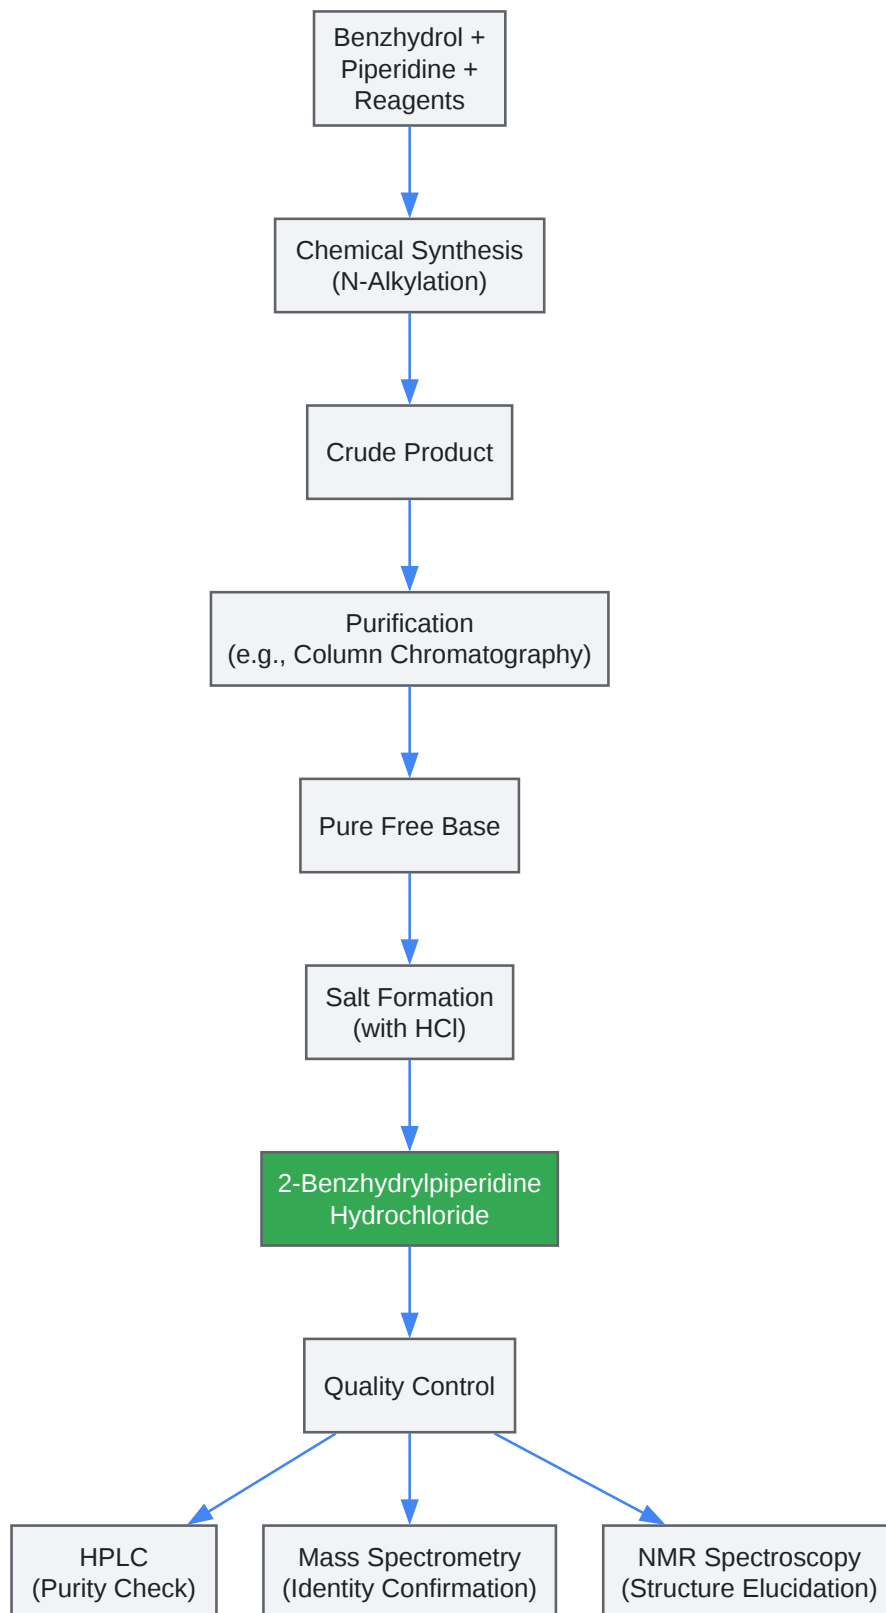 Benzhydrol +
Piperidine +
Reagents
Chemical Synthesis
(N-Alkylation)
Crude Product
Purification
(e.g., Column Chromatography)
Pure Free Base
Salt Formation
(with HCl)
2-Benzhydrylpiperidine
Hydrochloride
Quality Control
HPLC
(Purity Check)
Mass Spectrometry
(Identity Confirmation)
NMR Spectroscopy
(Structure Elucidation)